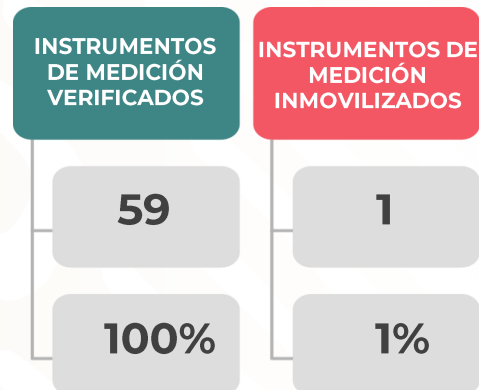 INSTRUMENTOS
DE MEDICIÓN
VERIFICADOS
59
100%
INSTRUMENTOS DE
MEDICIÓN
INMOVILIZADOS
1
1%